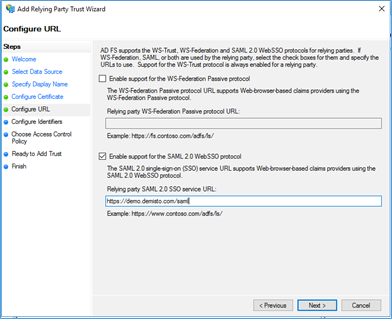 Add Relying Party Trust Wizard
Configure URL
Steps
Welcome
Select Data Source
Specify Display Name
Configure Certificate
Configure URL
Configure Identifiers
Choose Access Control
Policy
Ready to Add Trust
Finish
AD FS supports the WS-Trust, WS-Federation and SAML 2.0 WebSSO protocols for relying parties. If
WS-Federation, SAML, or both are used by the relying party, select the check boxes for them and specify the
URLs to use. Support for the WS-Trust protocol is always enabled for a relying party.
Enable support for the WS-Federation Passive protocol
The WS-Federation Passive protocol URL supports Web-browser-based claims providers using the
WS-Federation Passive protocol.
Relying party WS-Federation Passive protocol URL:
Example: https://fs.contoso.com/adfs/ls/
Enable support for the SAML 2.0 WebSSO protocol
The SAML 2.0 single-sign-on (SSO) service URL supports Web-browser-based claims providers using the
SAML 2.0 WebSSO protocol.
Relying party SAML 2.0 SSO service URL:
https://demo.demisto.com/saml
Example: https://www.contoso.com/adfs/ls/
< Previous
Next >
Cancel